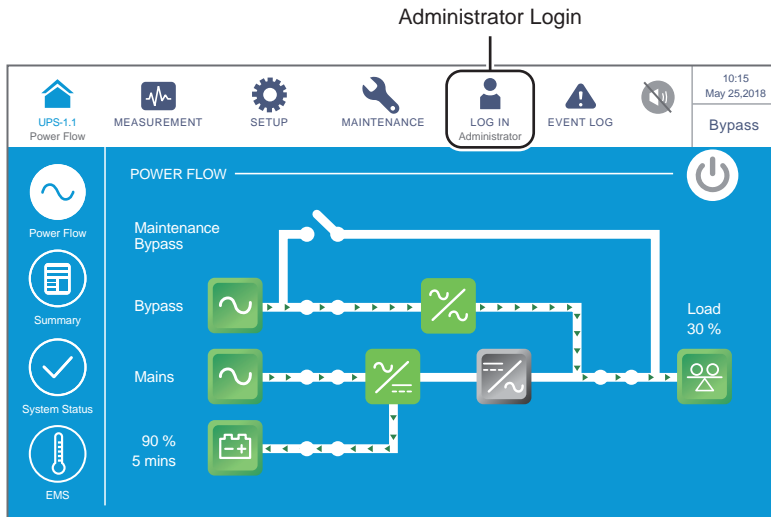 Administrator Login
10:15
May 25,2018
UPS-1.1
Power Flow
MEASUREMENT
SETUP
MAINTENANCE
LOG IN
Administrator
EVENT LOG
Bypass
POWER FLOW
Power Flow
Maintenance
Bypass
Bypass
Load
30 %
Summary
Mains
System Status
90 %
5 mins
EMS